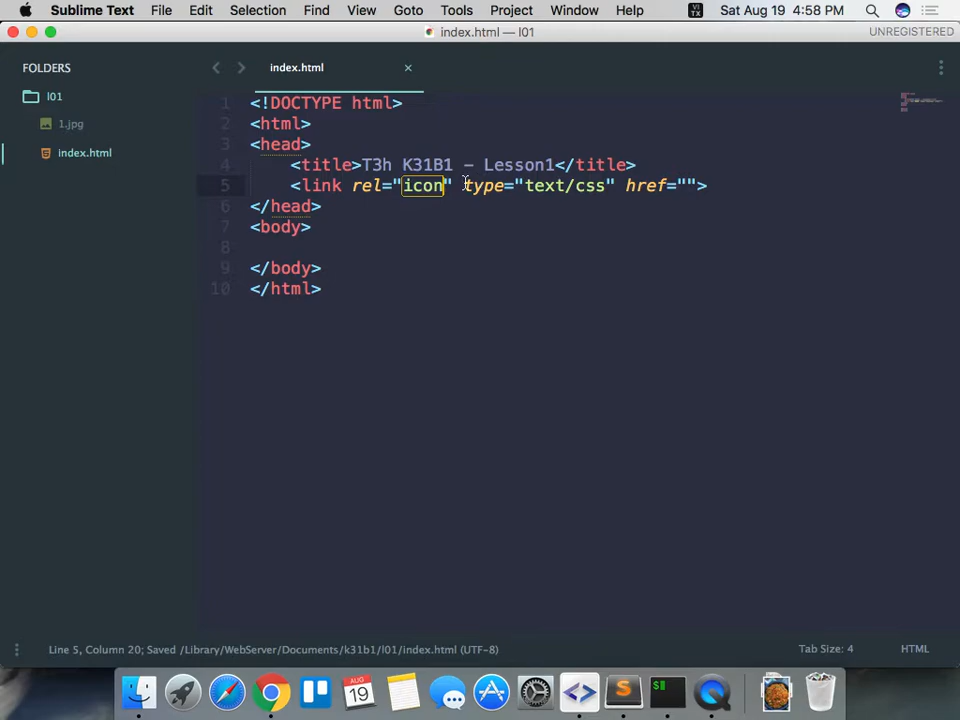 Sublime Text File Edit Selection Find View Goto Tools Project Window Help VI TX Sat Aug 19 4:58 PM
index.html — l01 UNREGISTERED
FOLDERS
l01
1.jpg
index.html
index.html ×
1 <!DOCTYPE html>
2 <html>
3 <head>
4 <title>T3h K31B1 - Lesson1</title>
5 <link rel="icon" type="text/css" href="">
6 </head>
7 <body>
8
9 </body>
10 </html>
Line 5, Column 20; Saved /Library/WebServer/Documents/k31b1/l01/index.html (UTF-8) Tab Size: 4 HTML
AUG
19